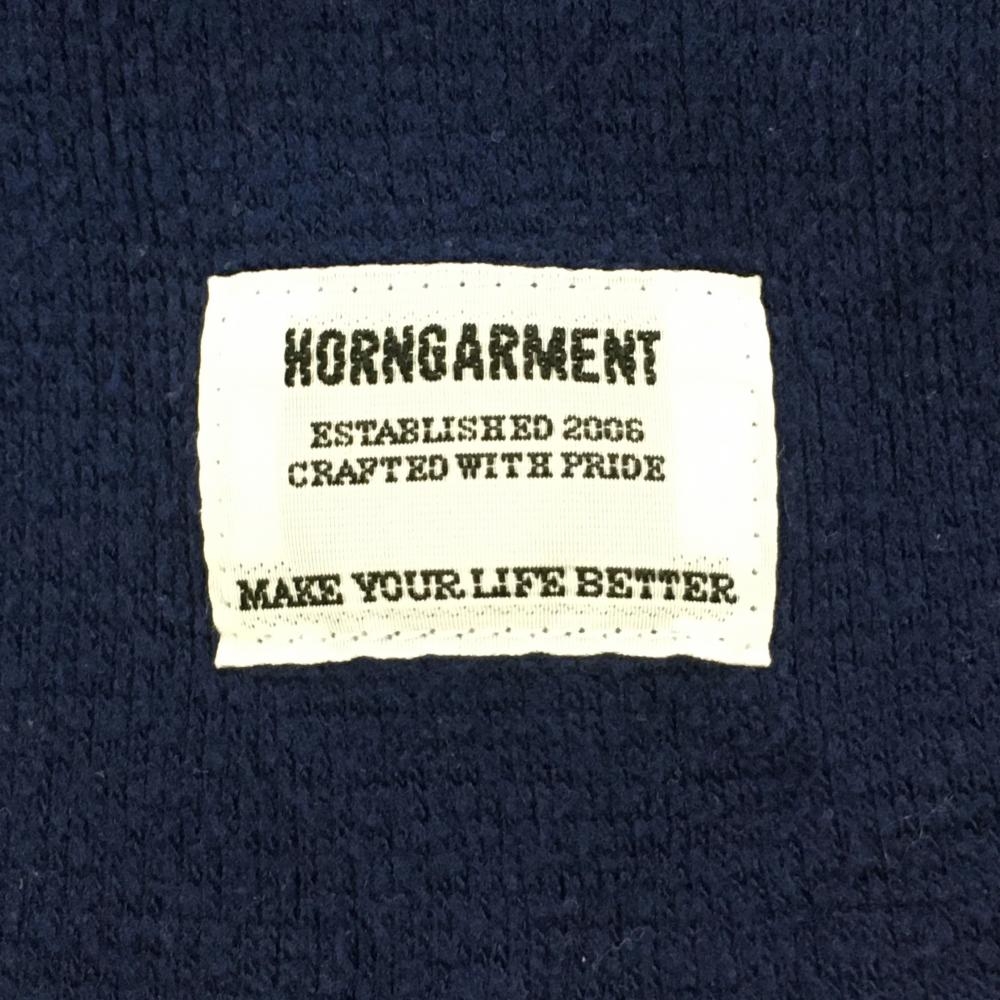 HORNGARMENT
ESTABLISHED 2006
CRAFTED WITH PRIDE
MAKE YOUR LIFE BETTER